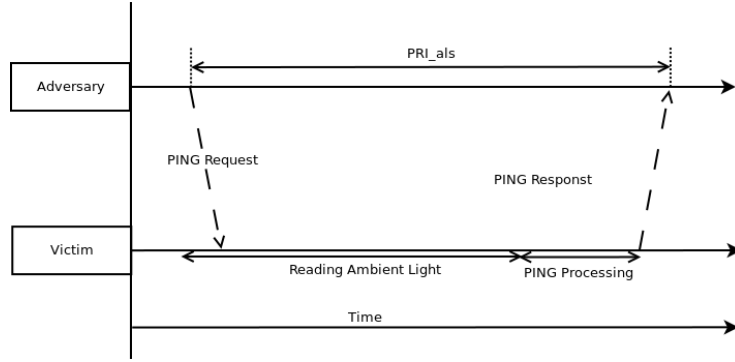 PRI_als
Adversary
PING Request
PING Responst
Victim
Reading Ambient Light
PING Processing
Time